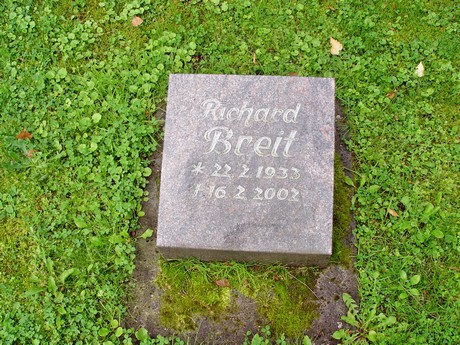 Richard
Breit
* 22. 2. 1933
† 16. 2. 2002